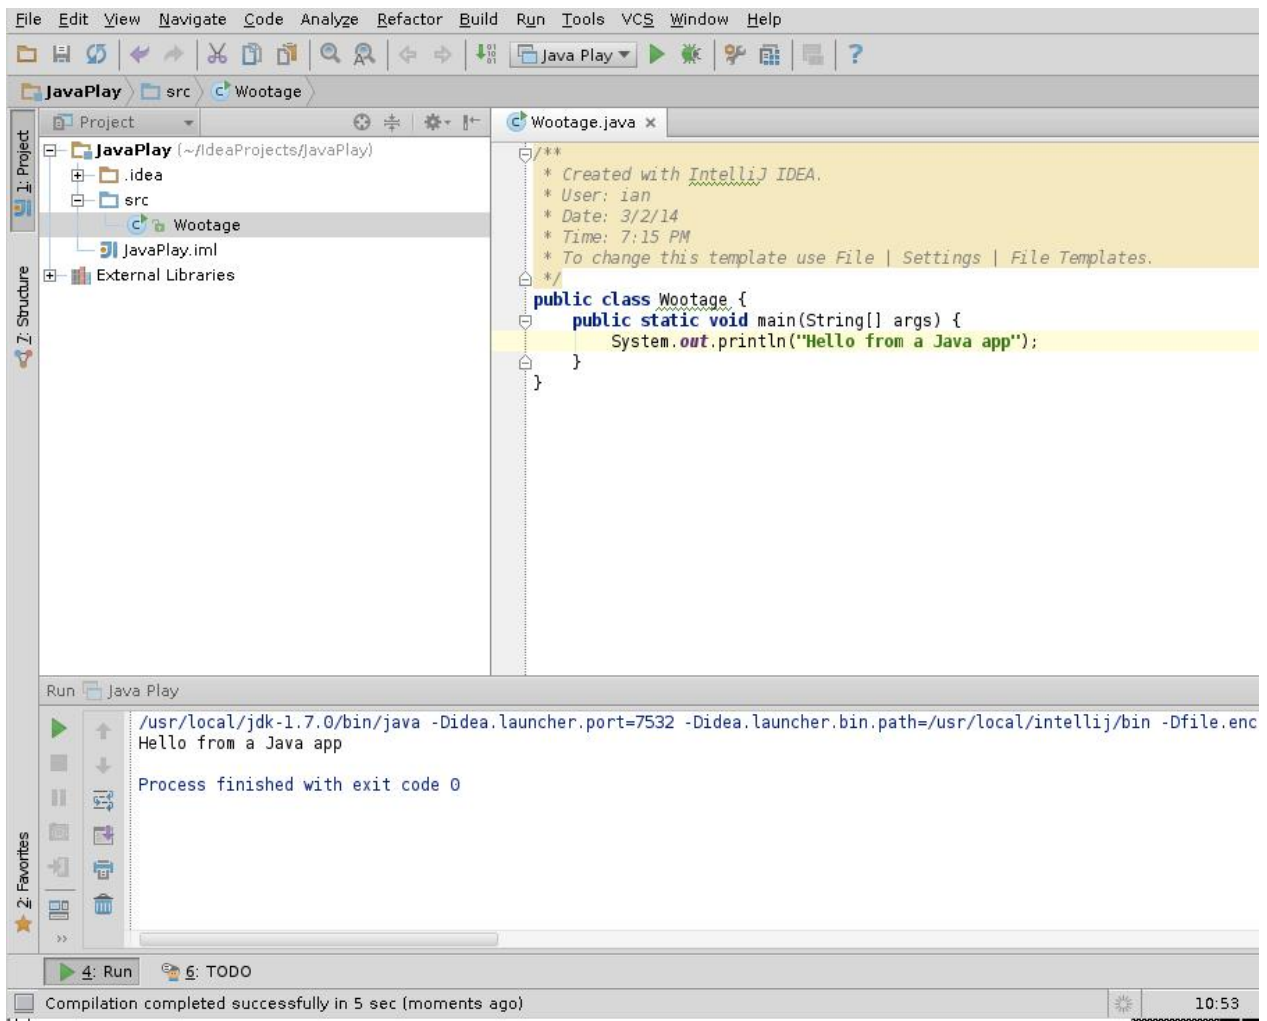 File Edit View Navigate Code Analyze Refactor Build Run Tools VCS Window Help
Java Play
JavaPlay src Wootage
Project
Wootage.java
1: Project
7: Structure
2: Favorites
JavaPlay (~/IdeaProjects/JavaPlay)
.idea
src
Wootage
JavaPlay.iml
External Libraries
/**
* Created with IntelliJ IDEA.
* User: ian
* Date: 3/2/14
* Time: 7:15 PM
* To change this template use File | Settings | File Templates.
*/
public class Wootage {
public static void main(String[] args) {
System.out.println("Hello from a Java app");
}
}
Run Java Play
/usr/local/jdk-1.7.0/bin/java -Didea.launcher.port=7532 -Didea.launcher.bin.path=/usr/local/intellij/bin -Dfile.enc
Hello from a Java app
Process finished with exit code 0
4: Run 6: TODO
Compilation completed successfully in 5 sec (moments ago) 10:53